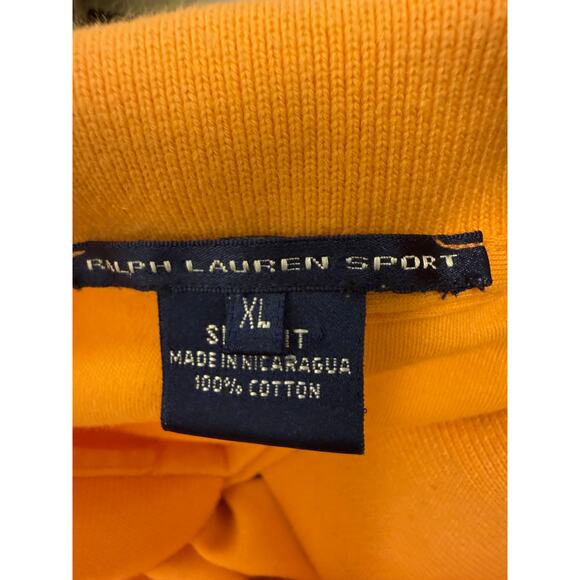 RALPH LAUREN SPORT
XL
MADE IN NICARAGUA
100% COTTON